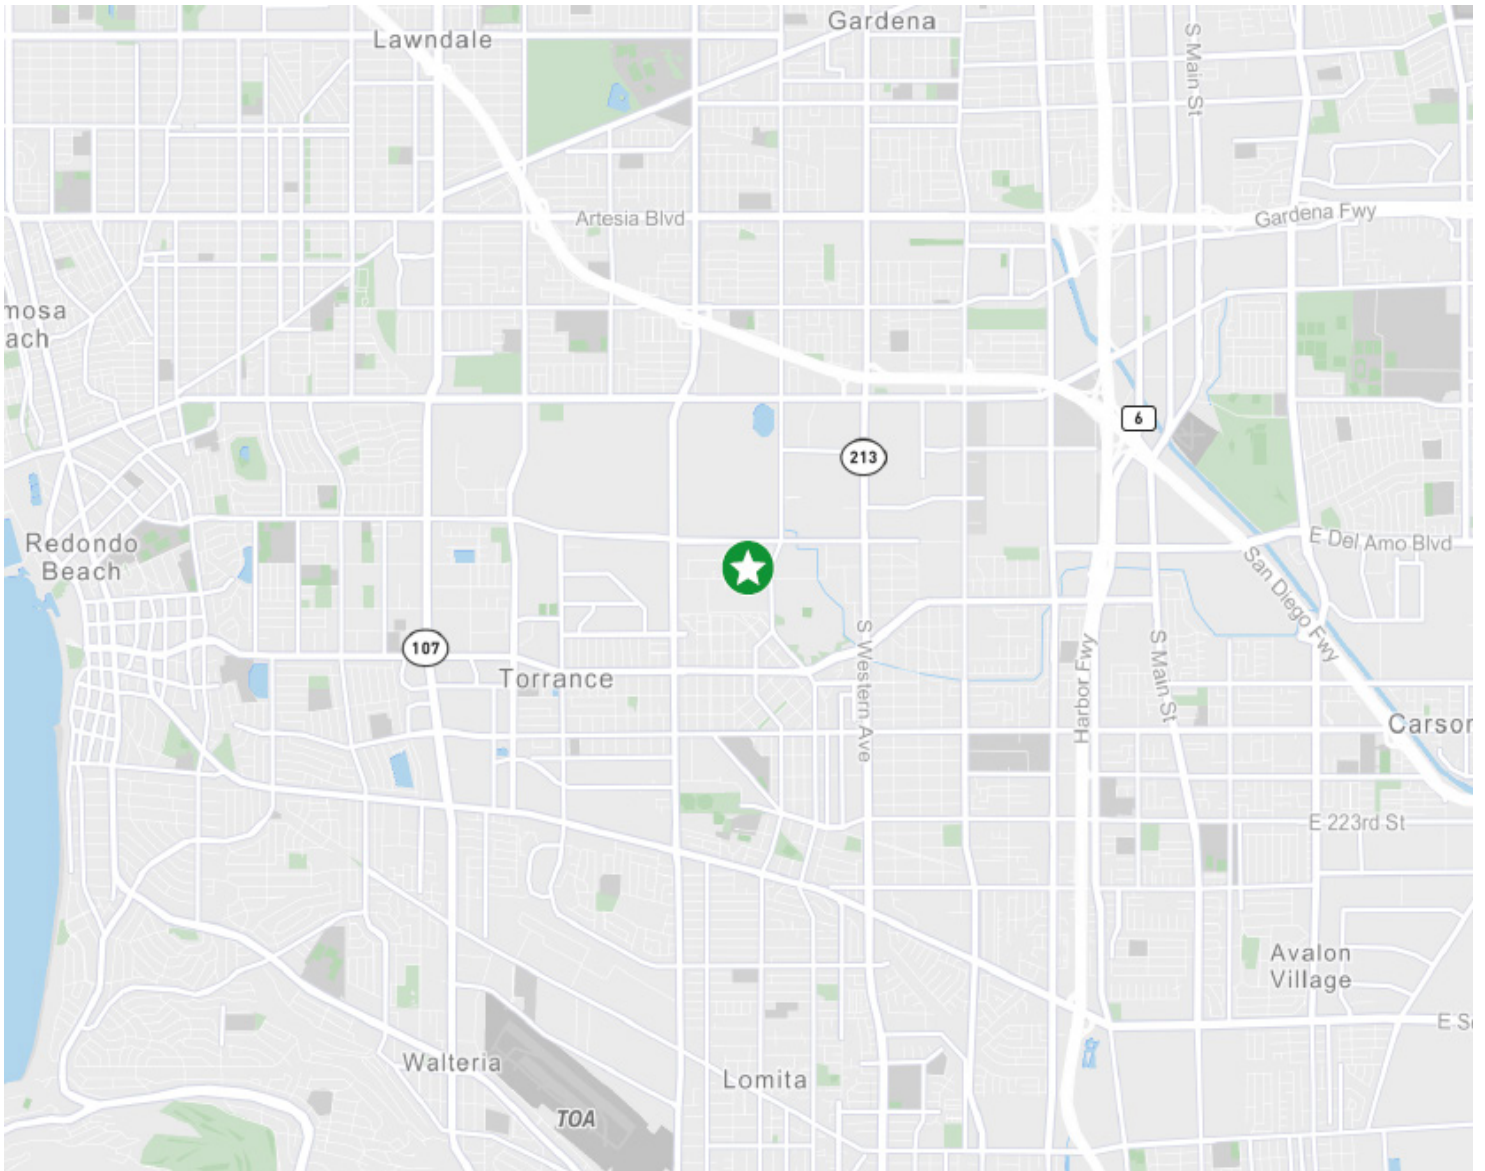 Gardena
Lawndale
S Main St
Artesia Blvd
Gardena Fwy
mosa
ach
6
213
Redondo
Beach
E Del Amo Blvd
San Diego Fwy
107
S Western Ave
S Main St
Harbor Fwy
Torrance
Carson
E 223rd St
Avalon
Village
E Se
Walteria
Lomita
TOA